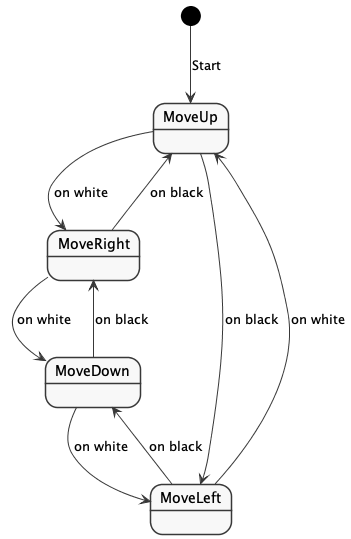 Start
MoveUp
on white
on black
MoveRight
on white
on black
on black
on white
MoveDown
on white
on black
MoveLeft